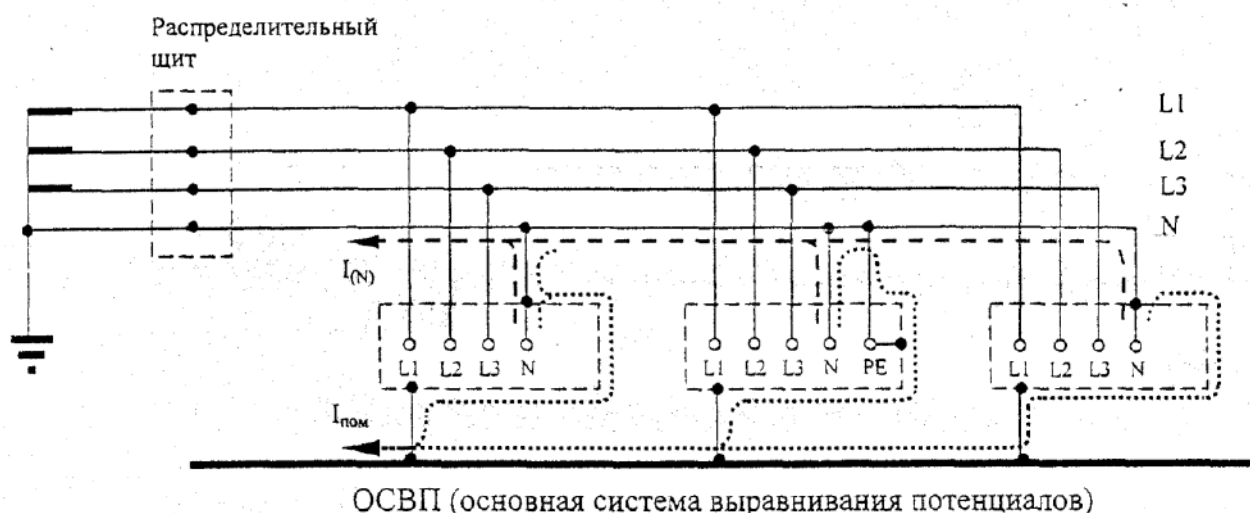 Распределительный
щит
L1
L2
L3
N
I(N)
L1 L2 L3 N
L1 L2 L3 N PE
L1 L2 L3 N
Iпом
ОСВП (основная система выравнивания потенциалов)